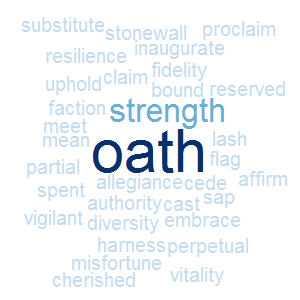 substitute stonewall proclaim
resilience inaugurate
uphold claim fidelity
bound reserved
faction strength
meet
mean oath lash
partial flag
spent allegiance cede affirm
authority cast sap
vigilant diversity embrace
harness perpetual
misfortune
cherished vitality